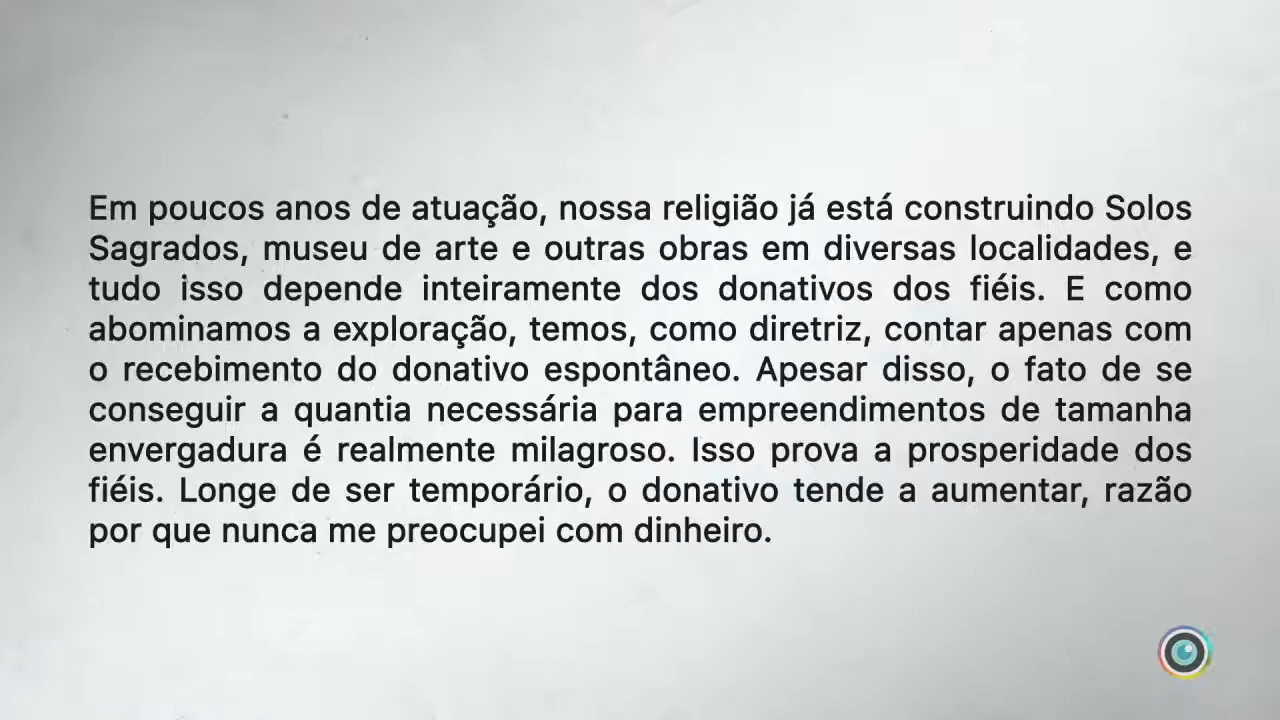 Em poucos anos de atuação, nossa religião já está construindo Solos
Sagrados, museu de arte e outras obras em diversas localidades, e
tudo isso depende inteiramente dos donativos dos fiéis. E como
abominamos a exploração, temos, como diretriz, contar apenas com
o recebimento do donativo espontâneo. Apesar disso, o fato de se
conseguir a quantia necessária para empreendimentos de tamanha
envergadura é realmente milagroso. Isso prova a prosperidade dos
fiéis. Longe de ser temporário, o donativo tende a aumentar, razão
por que nunca me preocupei com dinheiro.